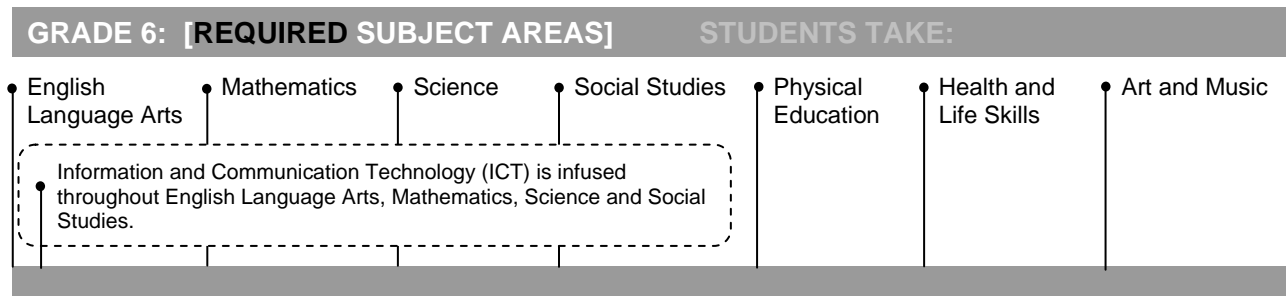 GRADE 6: [REQUIRED SUBJECT AREAS] STUDENTS TAKE:
English
Language Arts
Mathematics
Science
Social Studies
Physical
Education
Health and
Life Skills
Art and Music
Information and Communication Technology (ICT) is infused
throughout English Language Arts, Mathematics, Science and Social
Studies.